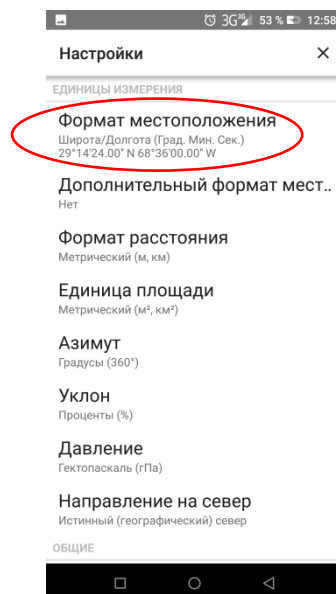 3G 3G 53 % 12:58
Настройки ×
ЕДИНИЦЫ ИЗМЕРЕНИЯ
Формат местоположения
Широта/Долгота (Град. Мин. Сек.)
29°14'24.00" N 68°36'00.00" W
Дополнительный формат мест..
Нет
Формат расстояния
Метрический (м, км)
Единица площади
Метрический (м², км²)
Азимут
Градусы (360°)
Уклон
Проценты (%)
Давление
Гектопаскаль (гПа)
Направление на север
Истинный (географический) север
ОБЩИЕ